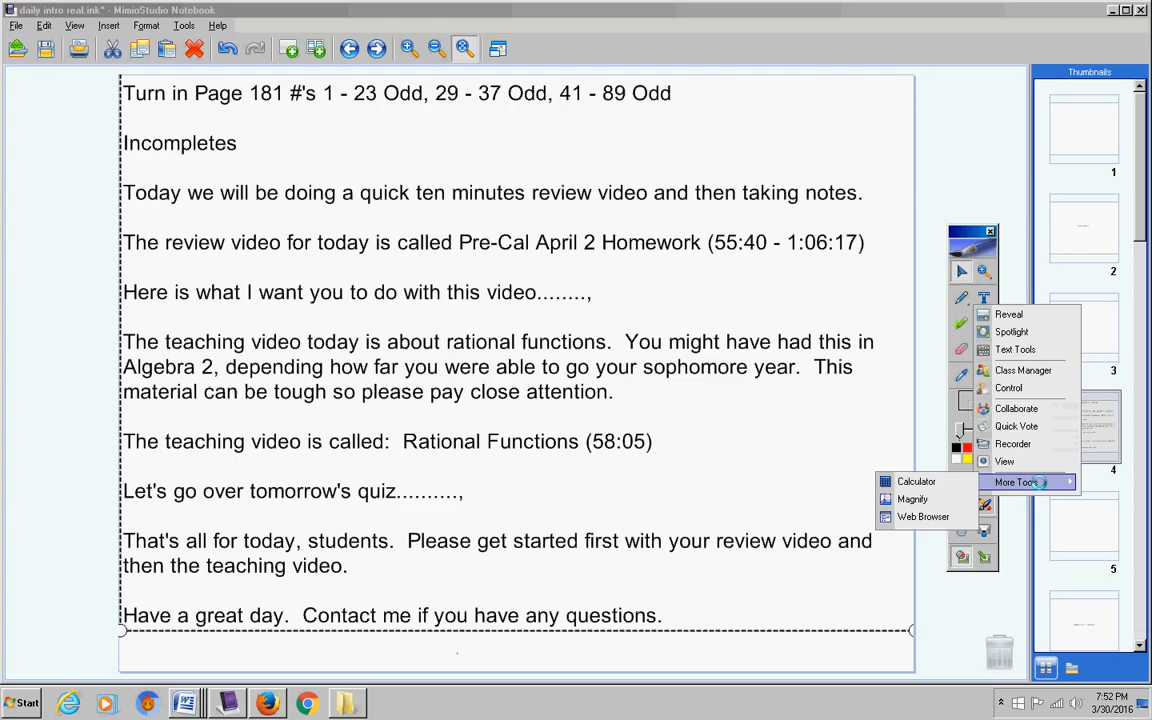 daily intro real.ink* - MimioStudio Notebook
File Edit View Insert Format Tools Help
Turn in Page 181 #'s 1 - 23 Odd, 29 - 37 Odd, 41 - 89 Odd
Incompletes
Today we will be doing a quick ten minutes review video and then taking notes.
The review video for today is called Pre-Cal April 2 Homework (55:40 - 1:06:17)
Here is what I want you to do with this video........,
The teaching video today is about rational functions.  You might have had this in
Algebra 2, depending how far you were able to go your sophomore year.  This
material can be tough so please pay close attention.
The teaching video is called:  Rational Functions (58:05)
Let's go over tomorrow's quiz..........,
That's all for today, students.  Please get started first with your review video and
then the teaching video.
Have a great day.  Contact me if you have any questions.
Reveal
Spotlight
Text Tools
Class Manager
Control
Collaborate
Quick Vote
Recorder
View
More Tools
Calculator
Magnify
Web Browser
Thumbnails
1
2
3
4
5
Start
7:52 PM
3/30/2016